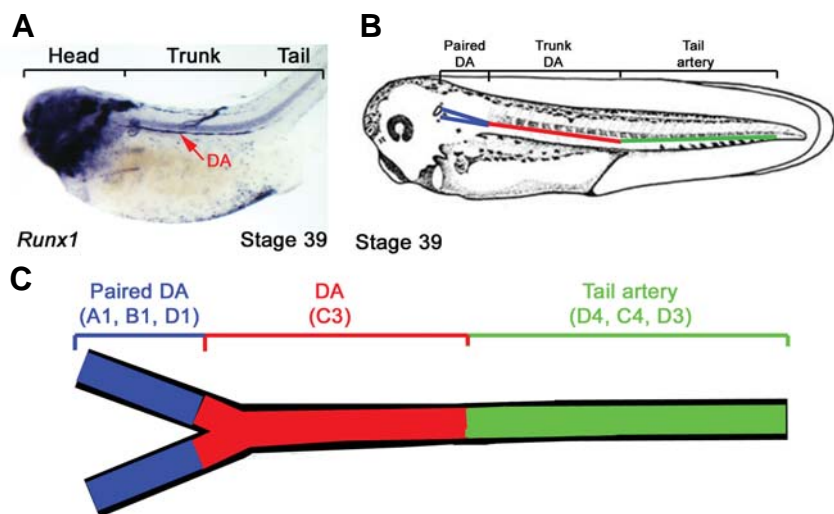 A
Head Trunk Tail
DA
Runx1 Stage 39
B
Paired DA
Trunk DA
Tail artery
Stage 39
C
Paired DA
(A1, B1, D1)
DA
(C3)
Tail artery
(D4, C4, D3)